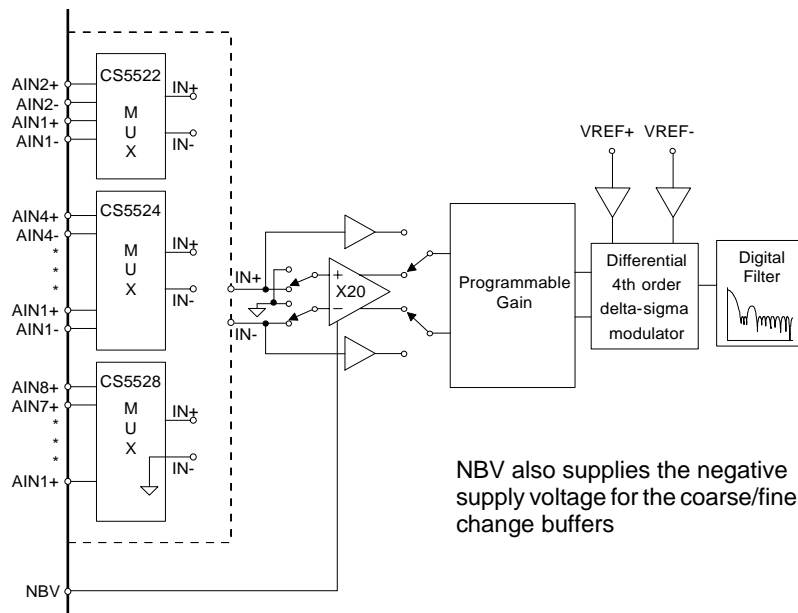 CS5522
AIN2+
AIN2-
AIN1+
AIN1-
M
U
X
IN+
IN-
CS5524
AIN4+
AIN4-
*
*
*
AIN1+
AIN1-
M
U
X
IN+
IN-
CS5528
AIN8+
AIN7+
*
*
*
AIN1+
M
U
X
IN+
IN-
NBV
IN+
IN-
+
X20
−
Programmable
Gain
VREF+ VREF-
Differential
4th order
delta-sigma
modulator
Digital
Filter
NBV also supplies the negative
supply voltage for the coarse/fine
change buffers